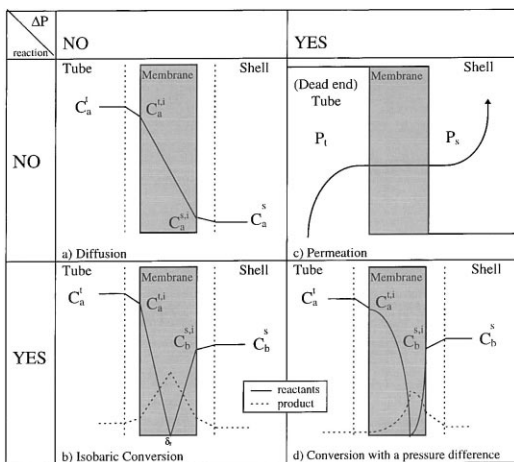 ΔP
reaction
NO
YES
NO
Tube
Membrane
Shell
C_a^t
C_a^{t,i}
C_a^{s,i}
C_a^s
a) Diffusion
(Dead end)
Tube
Membrane
Shell
P_t
P_s
c) Permeation
YES
Tube
Membrane
Shell
C_a^t
C_a^{t,i}
C_b^{s,i}
C_b^s
δ_r
b) Isobaric Conversion
reactants
product
Tube
Membrane
Shell
C_a^t
C_a^{t,i}
C_b^{s,i}
C_b^s
d) Conversion with a pressure difference